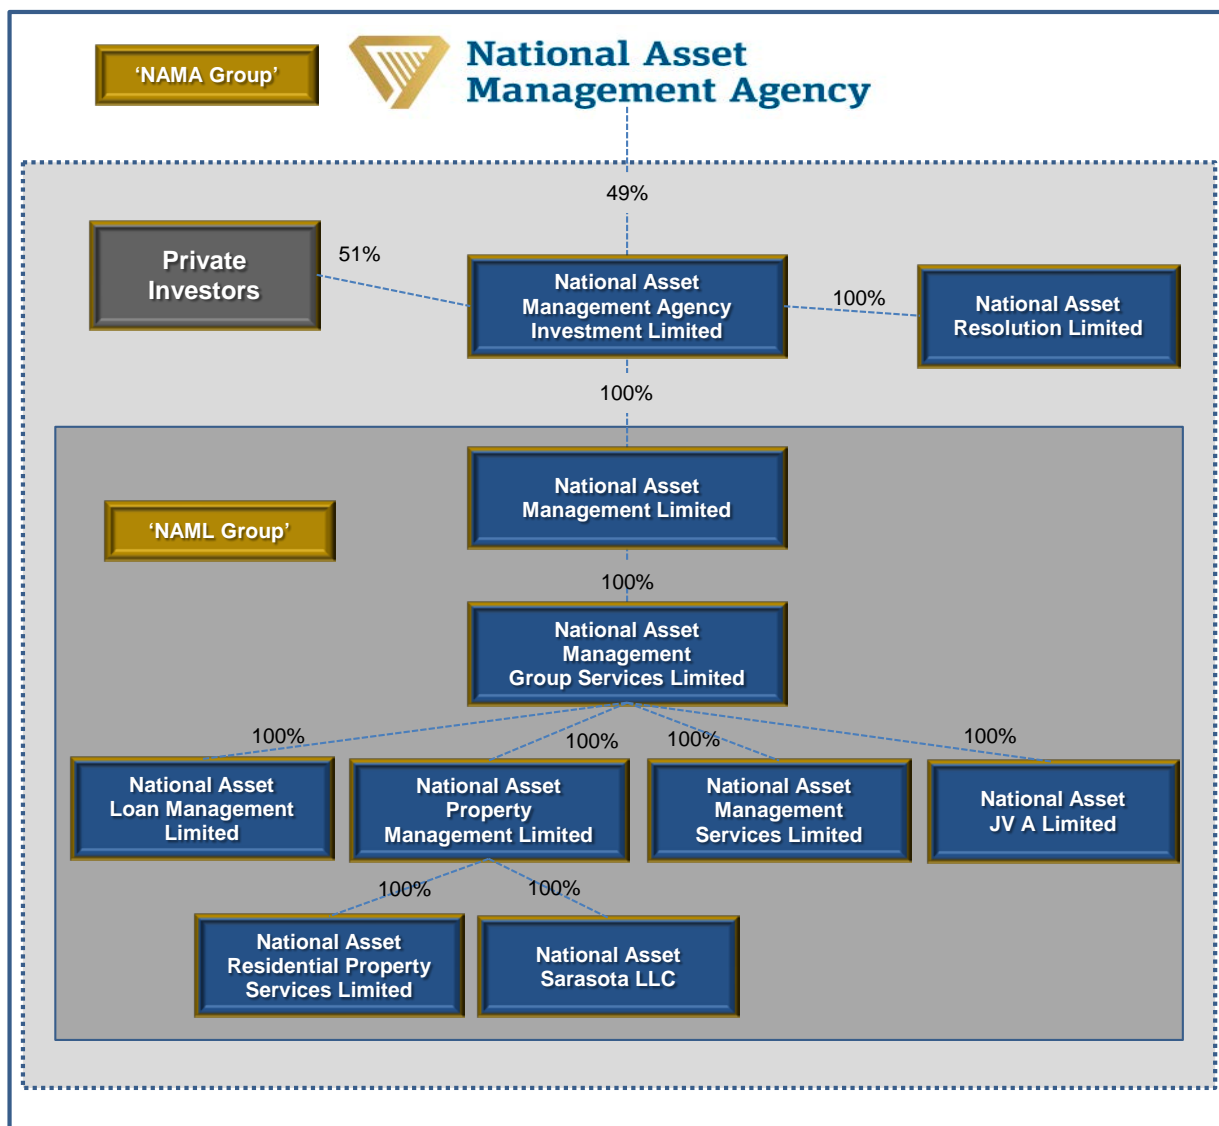 ‘NAMA Group’
National Asset
Management Agency
49%
Private
Investors
51%
National Asset
Management Agency
Investment Limited
100%
National Asset
Resolution Limited
100%
National Asset
Management Limited
‘NAML Group’
100%
National Asset
Management
Group Services Limited
100%
100%
100%
100%
National Asset
Loan Management
Limited
National Asset
Property
Management Limited
National Asset
Management
Services Limited
National Asset
JV A Limited
100%
100%
National Asset
Residential Property
Services Limited
National Asset
Sarasota LLC